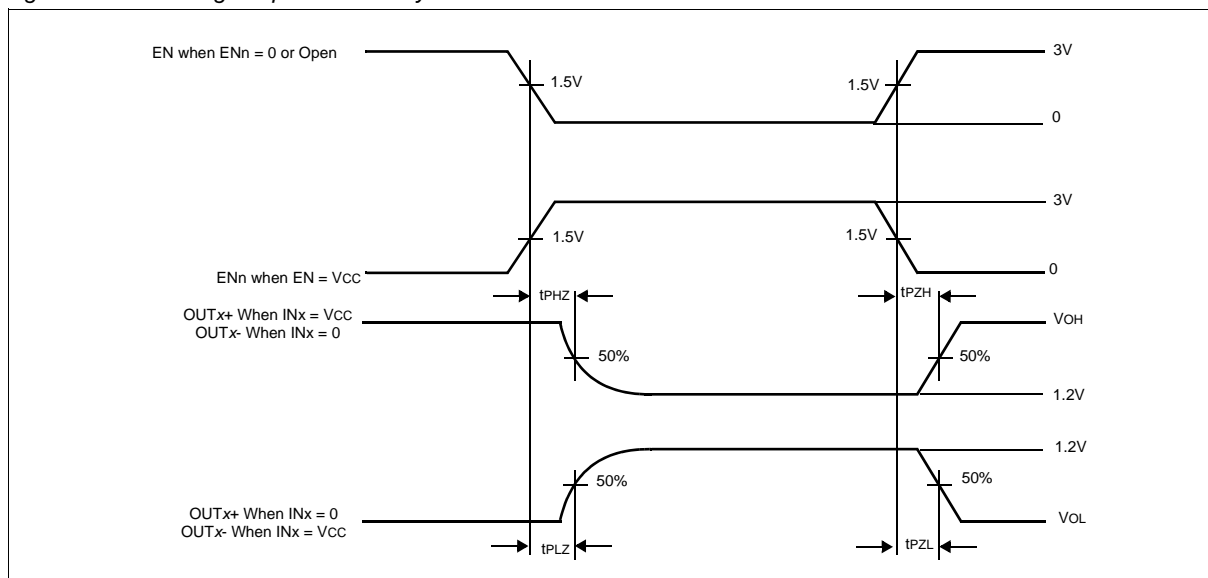 EN when ENn = 0 or Open
3V
1.5V
1.5V
0
3V
1.5V
1.5V
ENn when EN = VCC
0
tPHZ
tPZH
OUTx+ When INx = VCC
OUTx- When INx = 0
VOH
50%
50%
1.2V
1.2V
50%
50%
OUTx+ When INx = 0
OUTx- When INx = VCC
VOL
tPLZ
tPZL